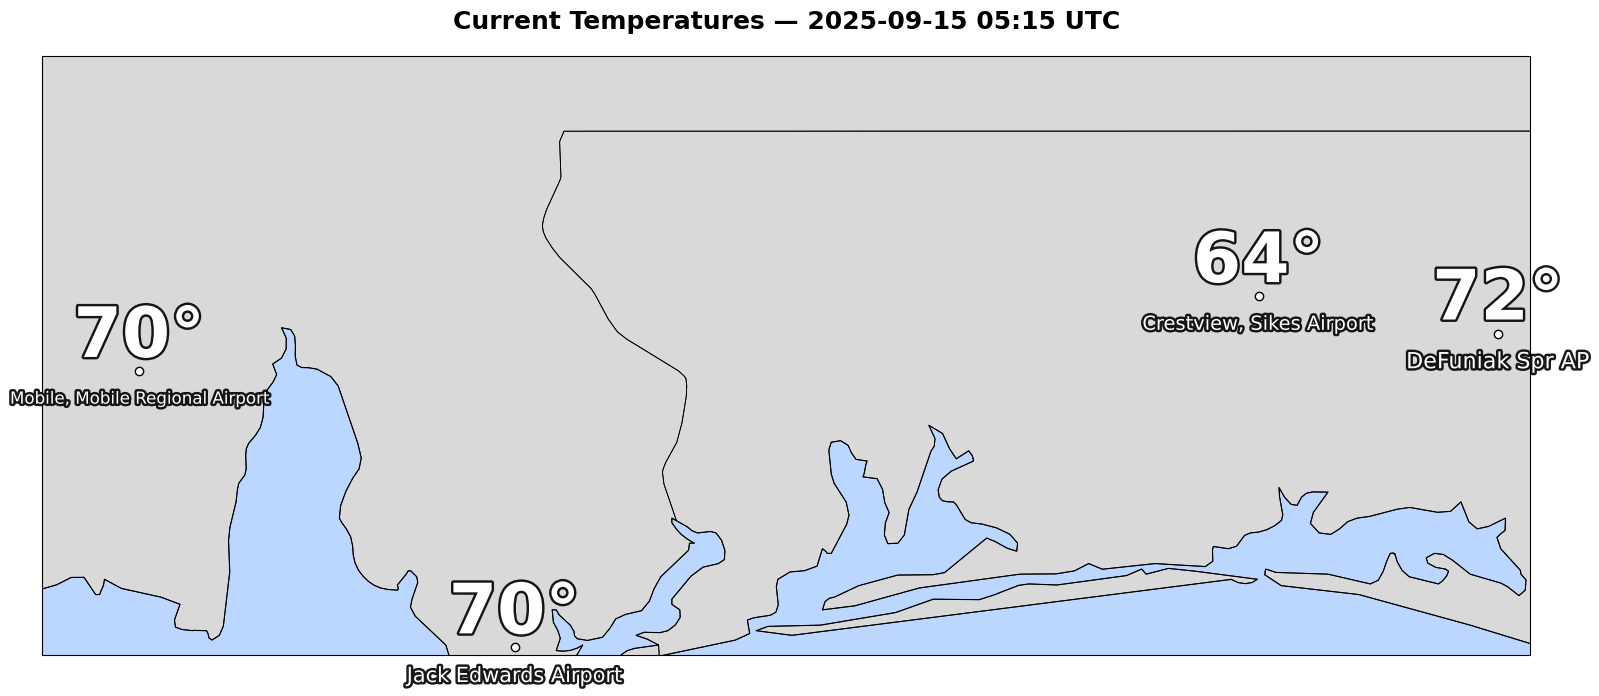 Current Temperatures — 2025-09-15 05:15 UTC
64°
Crestview, Sikes Airport
72°
DeFuniak Spr AP
70°
Mobile, Mobile Regional Airport
70°
Jack Edwards Airport